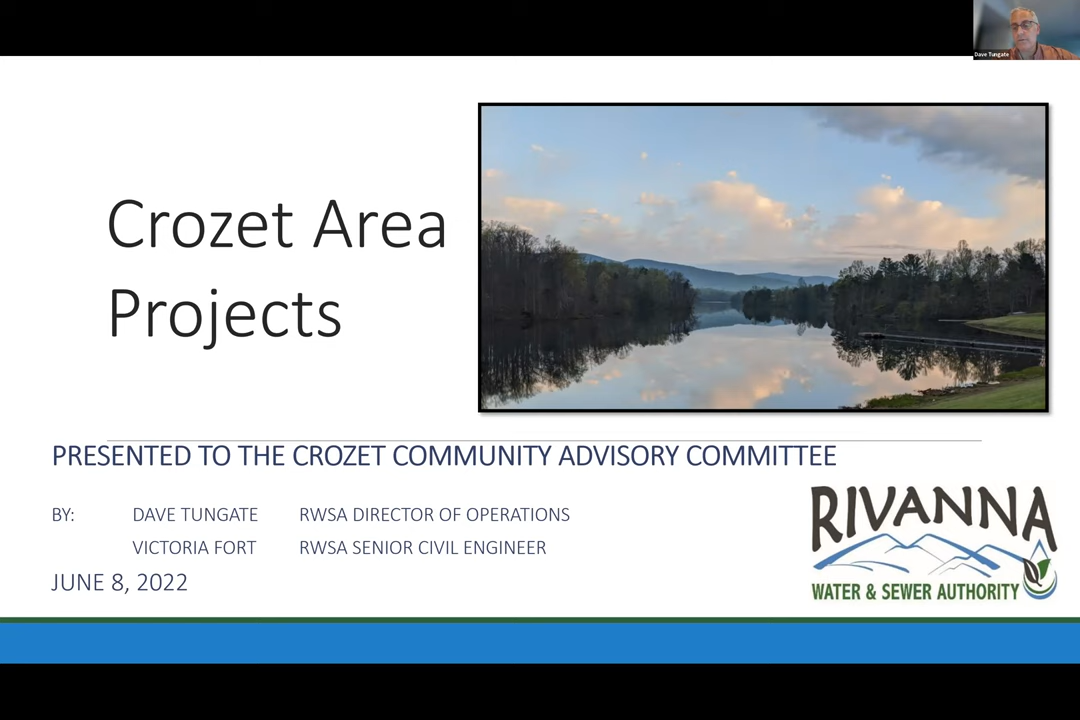 Dave Tungate
Crozet Area
Projects
PRESENTED TO THE CROZET COMMUNITY ADVISORY COMMITTEE
BY: DAVE TUNGATE RWSA DIRECTOR OF OPERATIONS
VICTORIA FORT RWSA SENIOR CIVIL ENGINEER
JUNE 8, 2022
RIVANNA
WATER & SEWER AUTHORITY